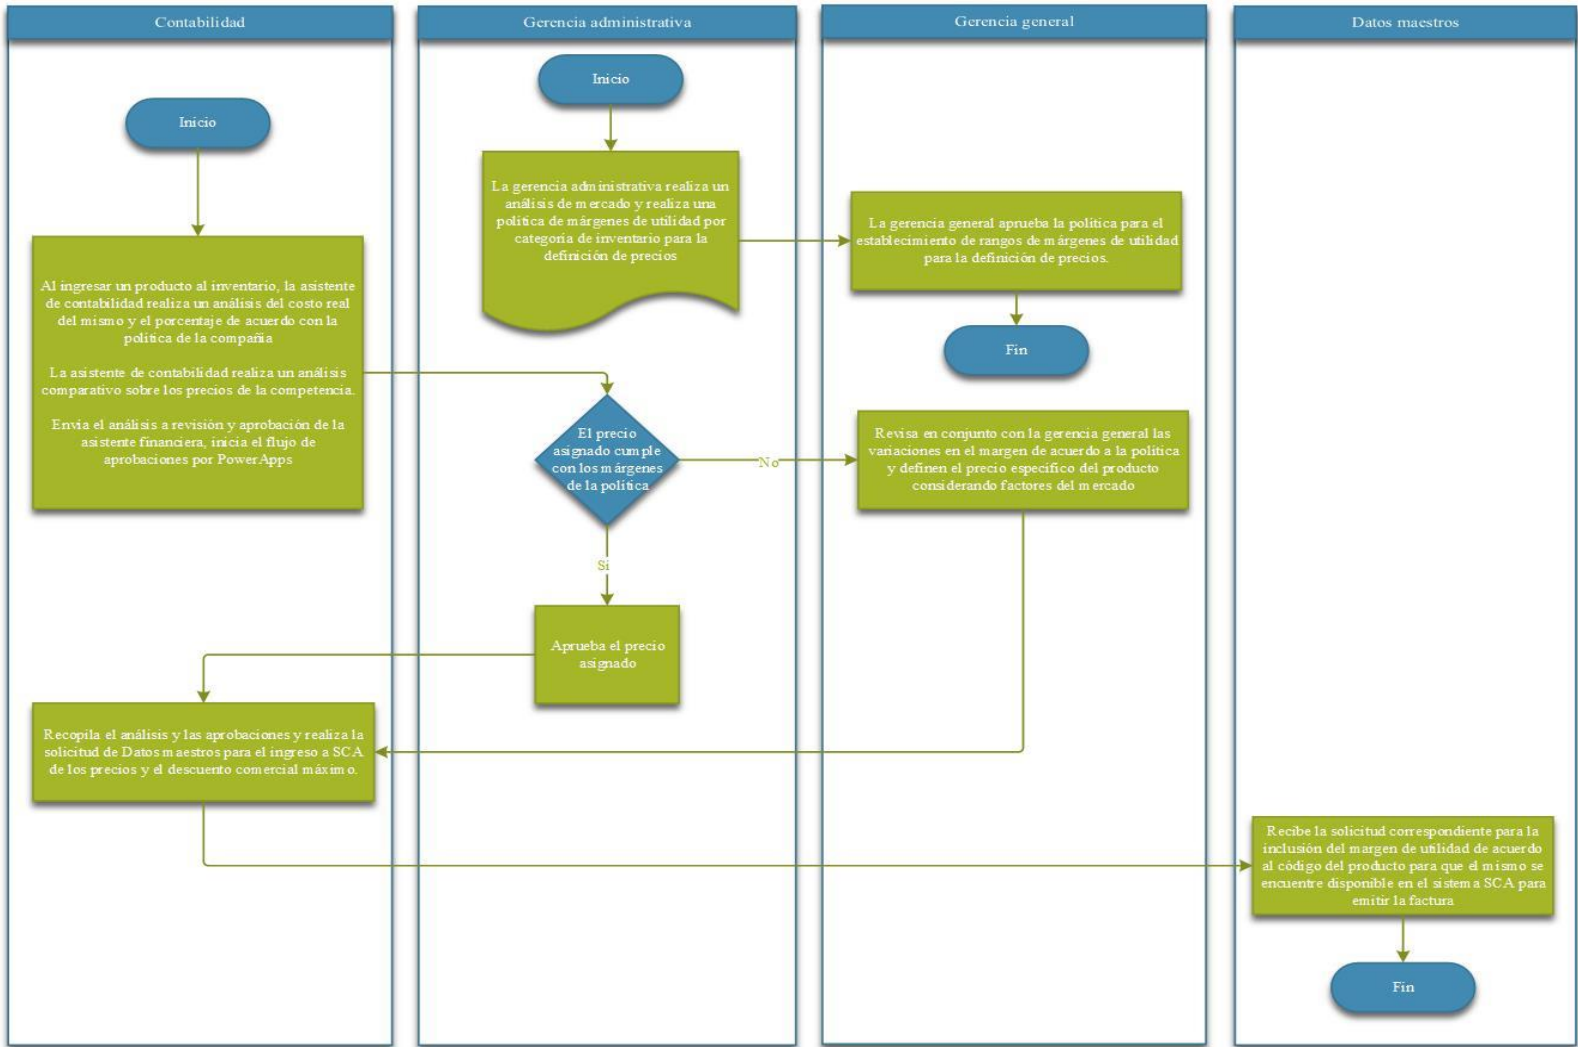 Contabilidad
Gerencia administrativa
Gerencia general
Datos maestros
Inicio
Inicio
La gerencia administrativa realiza un
análisis de mercado y realiza una
política de márgenes de utilidad por
categoría de inventario para la
definición de precios
La gerencia general aprueba la política para el
establecimiento de rangos de márgenes de utilidad
para la definición de precios.
Fin
Al ingresar un producto al inventario, la asistente
de contabilidad realiza un análisis del costo real
del mismo y el porcentaje de acuerdo con la
política de la compañia
La asistente de contabilidad realiza un análisis
comparativo sobre los precios de la competencia.
Envia el análisis a revisión y aprobación de la
asistente financiera, inicia el flujo de
aprobaciones por PowerApps
El precio
asignado cumple
con los márgenes
de la política
No
Revisa en conjunto con la gerencia general las
variaciones en el margen de acuerdo a la política
y definen el precio especifico del producto
considerando factores del mercado
Si
Aprueba el precio
asignado
Recopila el análisis y las aprobaciones y realiza la
solicitud de Datos maestros para el ingreso a SCA
de los precios y el descuento comercial máximo.
Recibe la solicitud correspondiente para la
inclusión del margen de utilidad de acuerdo
al código del producto para que el mismo se
encuentre disponible en el sistema SCA para
emitir la factura
Fin